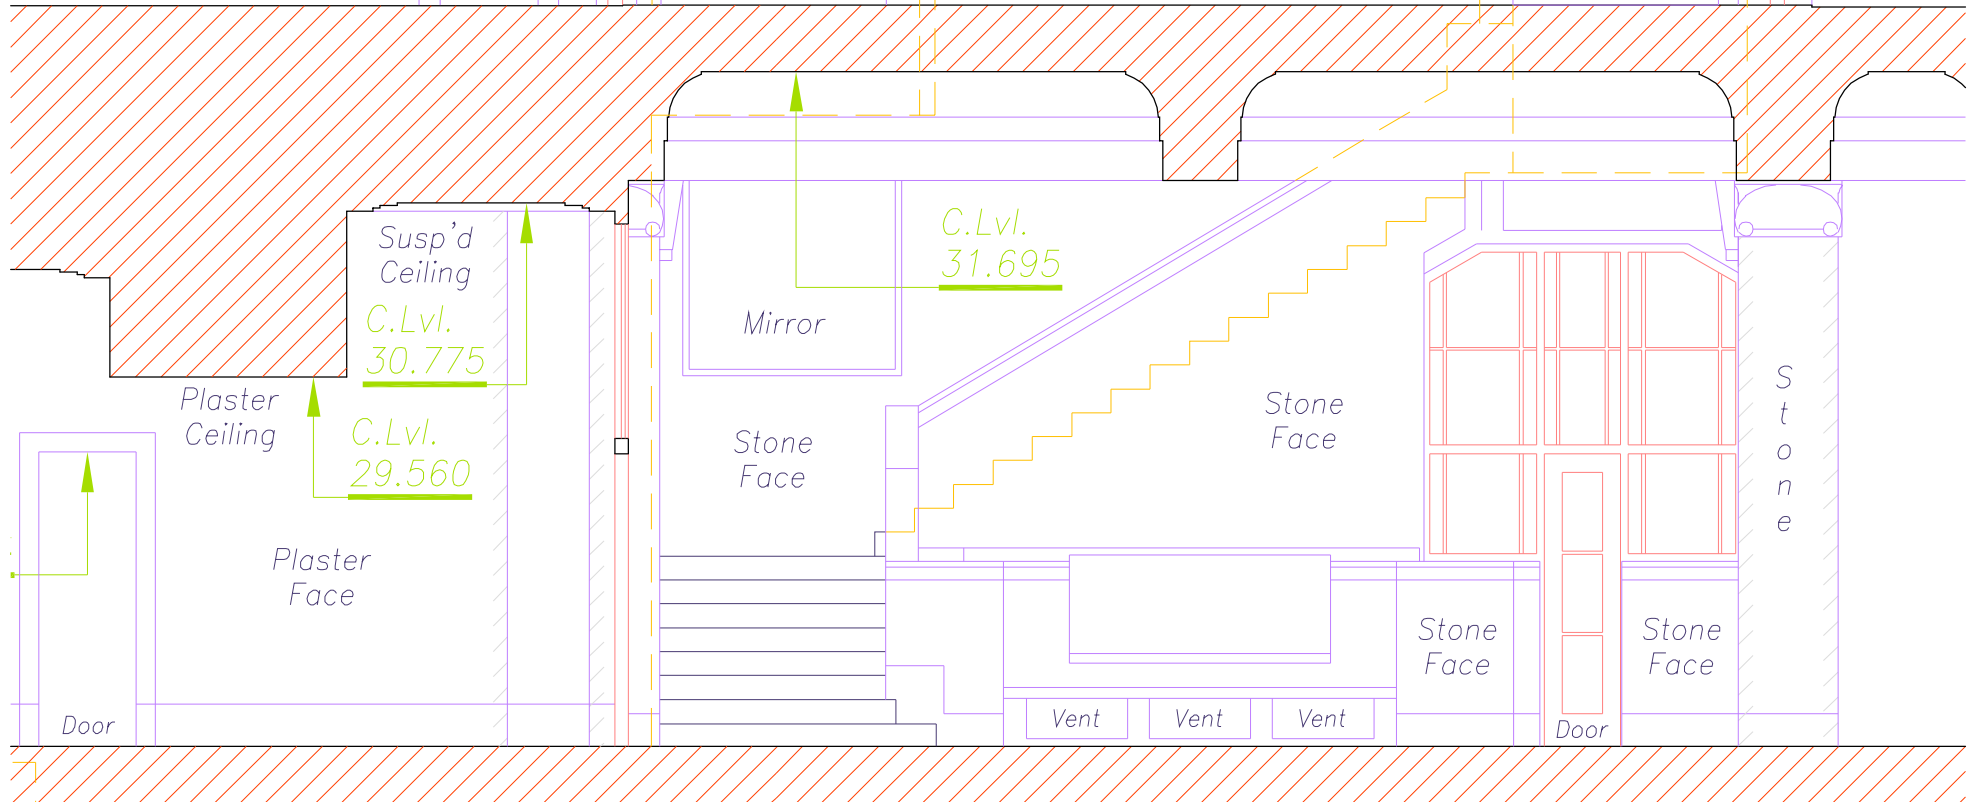 Susp'd
Ceiling
C.Lvl.
30.775
Plaster
Ceiling
C.Lvl.
29.560
Plaster
Face
Door
C.Lvl.
31.695
Mirror
Stone
Face
Stone
Face
Stone
Stone
Face
Stone
Face
Vent
Vent
Vent
Door